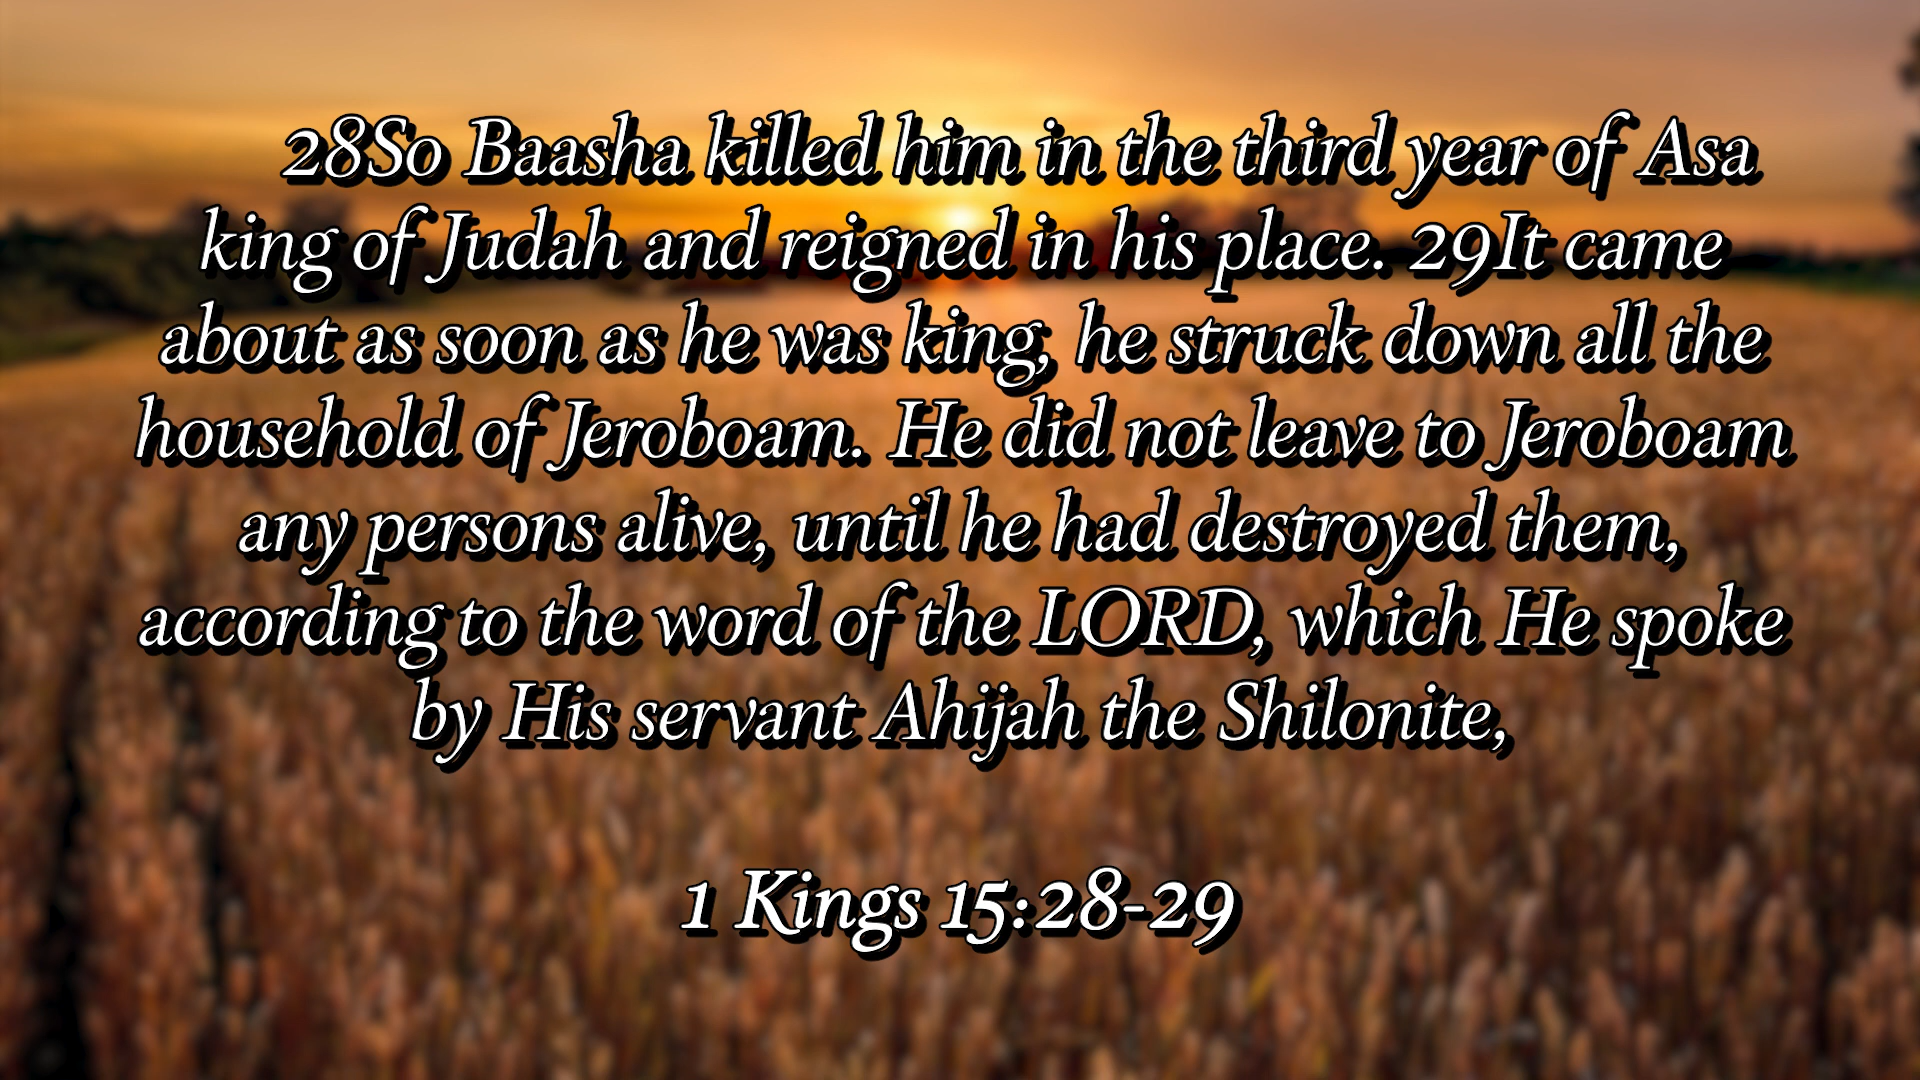 28So Baasha killed him in the third year of Asa
king of Judah and reigned in his place. 29It came
about as soon as he was king, he struck down all the
household of Jeroboam. He did not leave to Jeroboam
any persons alive, until he had destroyed them,
according to the word of the LORD, which He spoke
by His servant Ahijah the Shilonite,
1 Kings 15:28-29